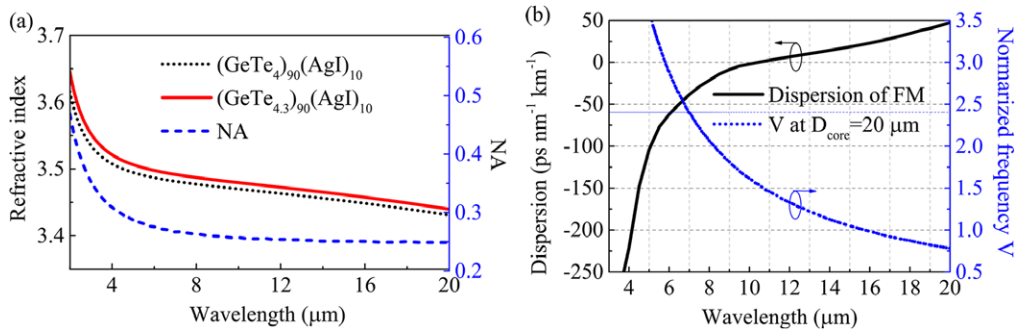 (a)
3.7
3.6
3.5
3.4
Refractive index
(GeTe₄)₉₀(AgI)₁₀
(GeTe₄.₃)₉₀(AgI)₁₀
NA
0.6
0.5
0.4
0.3
0.2
NA
4 8 12 16 20
Wavelength (μm)
(b)
50
0
-50
-100
-150
-200
-250
Dispersion (ps nm⁻¹ km⁻¹)
Dispersion of FM
V at D_core=20 μm
3.5
3.0
2.5
2.0
1.5
1.0
0.5
Normalized frequency V
4 6 8 10 12 14 16 18 20
Wavelength (μm)